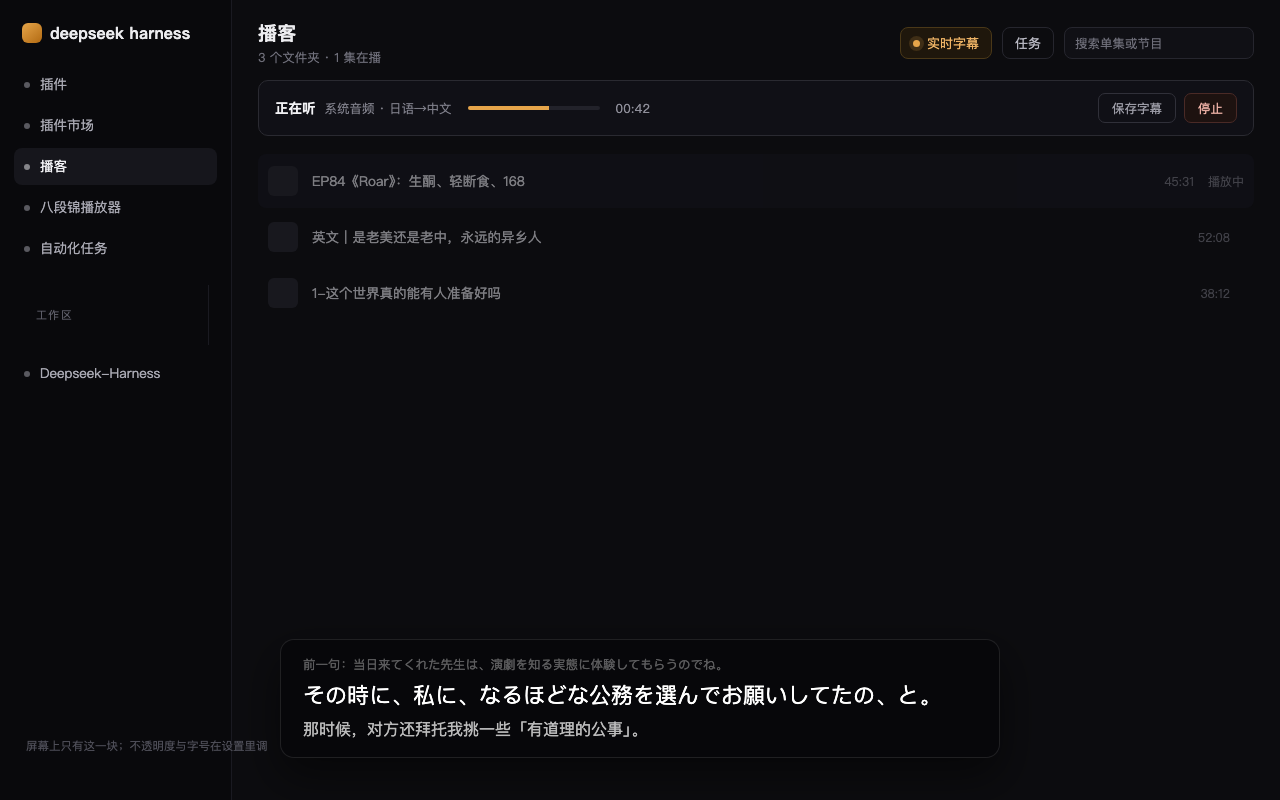 deepseek harness
插件
插件市场
播客
八段锦播放器
自动化任务
工作区
Deepseek-Harness
播客
3 个文件夹 · 1 集在播
实时字幕
任务
搜索单集或节目
正在听 系统音频 · 日语→中文 00:42
保存字幕
停止
EP84《Roar》：生酮、轻断食、168 45:31 播放中
英文｜是老美还是老中，永远的异乡人 52:08
1-这个世界真的能有人准备好吗 38:12
前一句：当日来てくれた先生は、演劇を知る実態に体験してもらうのでね。
その時に、私に、なるほどな公務を選んでお願いしてたの、と。
那时候，对方还拜托我挑一些「有道理的公事」。
屏幕上只有这一块；不透明度与字号在设置里调